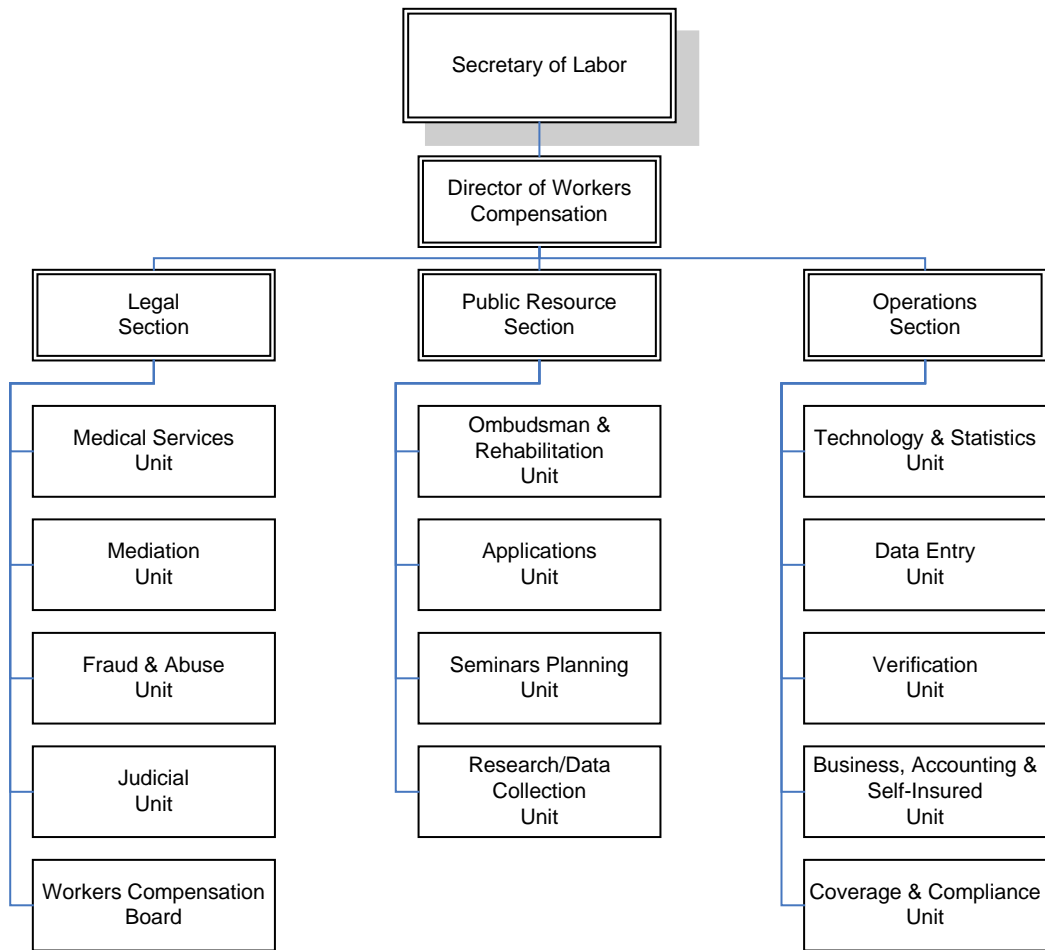 Secretary of Labor
Director of Workers
Compensation
Legal
Section
Public Resource
Section
Operations
Section
Medical Services
Unit
Mediation
Unit
Fraud & Abuse
Unit
Judicial
Unit
Workers Compensation
Board
Ombudsman &
Rehabilitation
Unit
Applications
Unit
Seminars Planning
Unit
Research/Data
Collection
Unit
Technology & Statistics
Unit
Data Entry
Unit
Verification
Unit
Business, Accounting &
Self-Insured
Unit
Coverage & Compliance
Unit